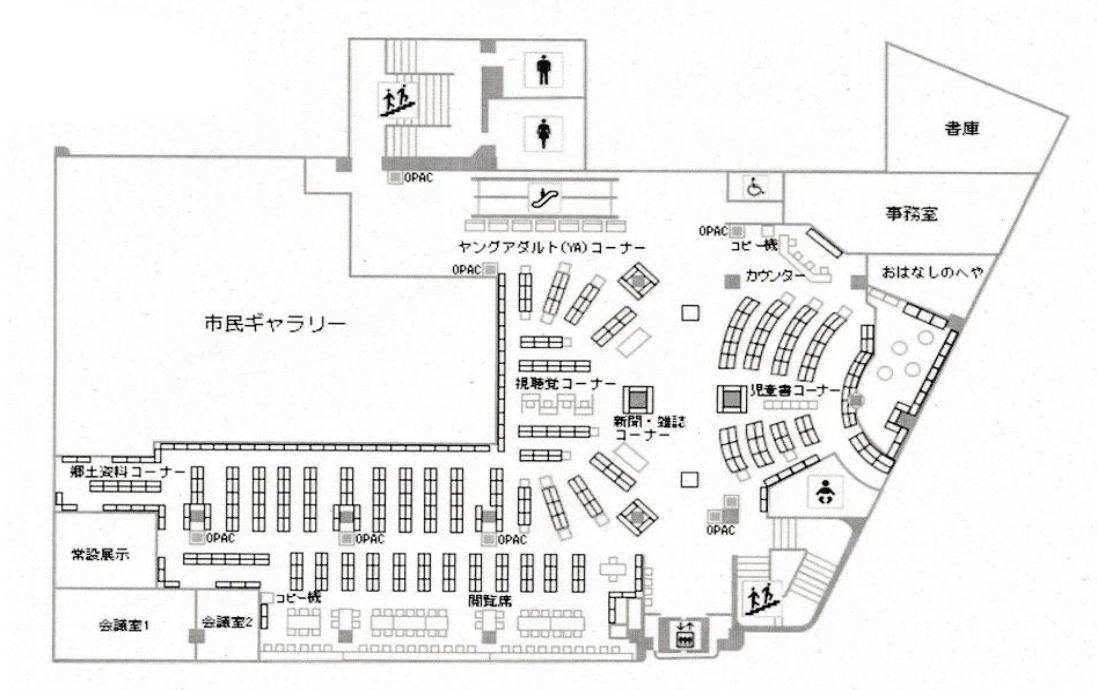 書庫
OPAC
事務室
OPAC
コピー機
ヤングアダルト(YA)コーナー
OPAC
カウンター
おはなしのへや
市民ギャラリー
視聴覚コーナー
児童書コーナー
新聞・雑誌
コーナー
郷土資料コーナー
OPAC
OPAC
OPAC
OPAC
常設展示
コピー機
閲覧席
会議室1
会議室2